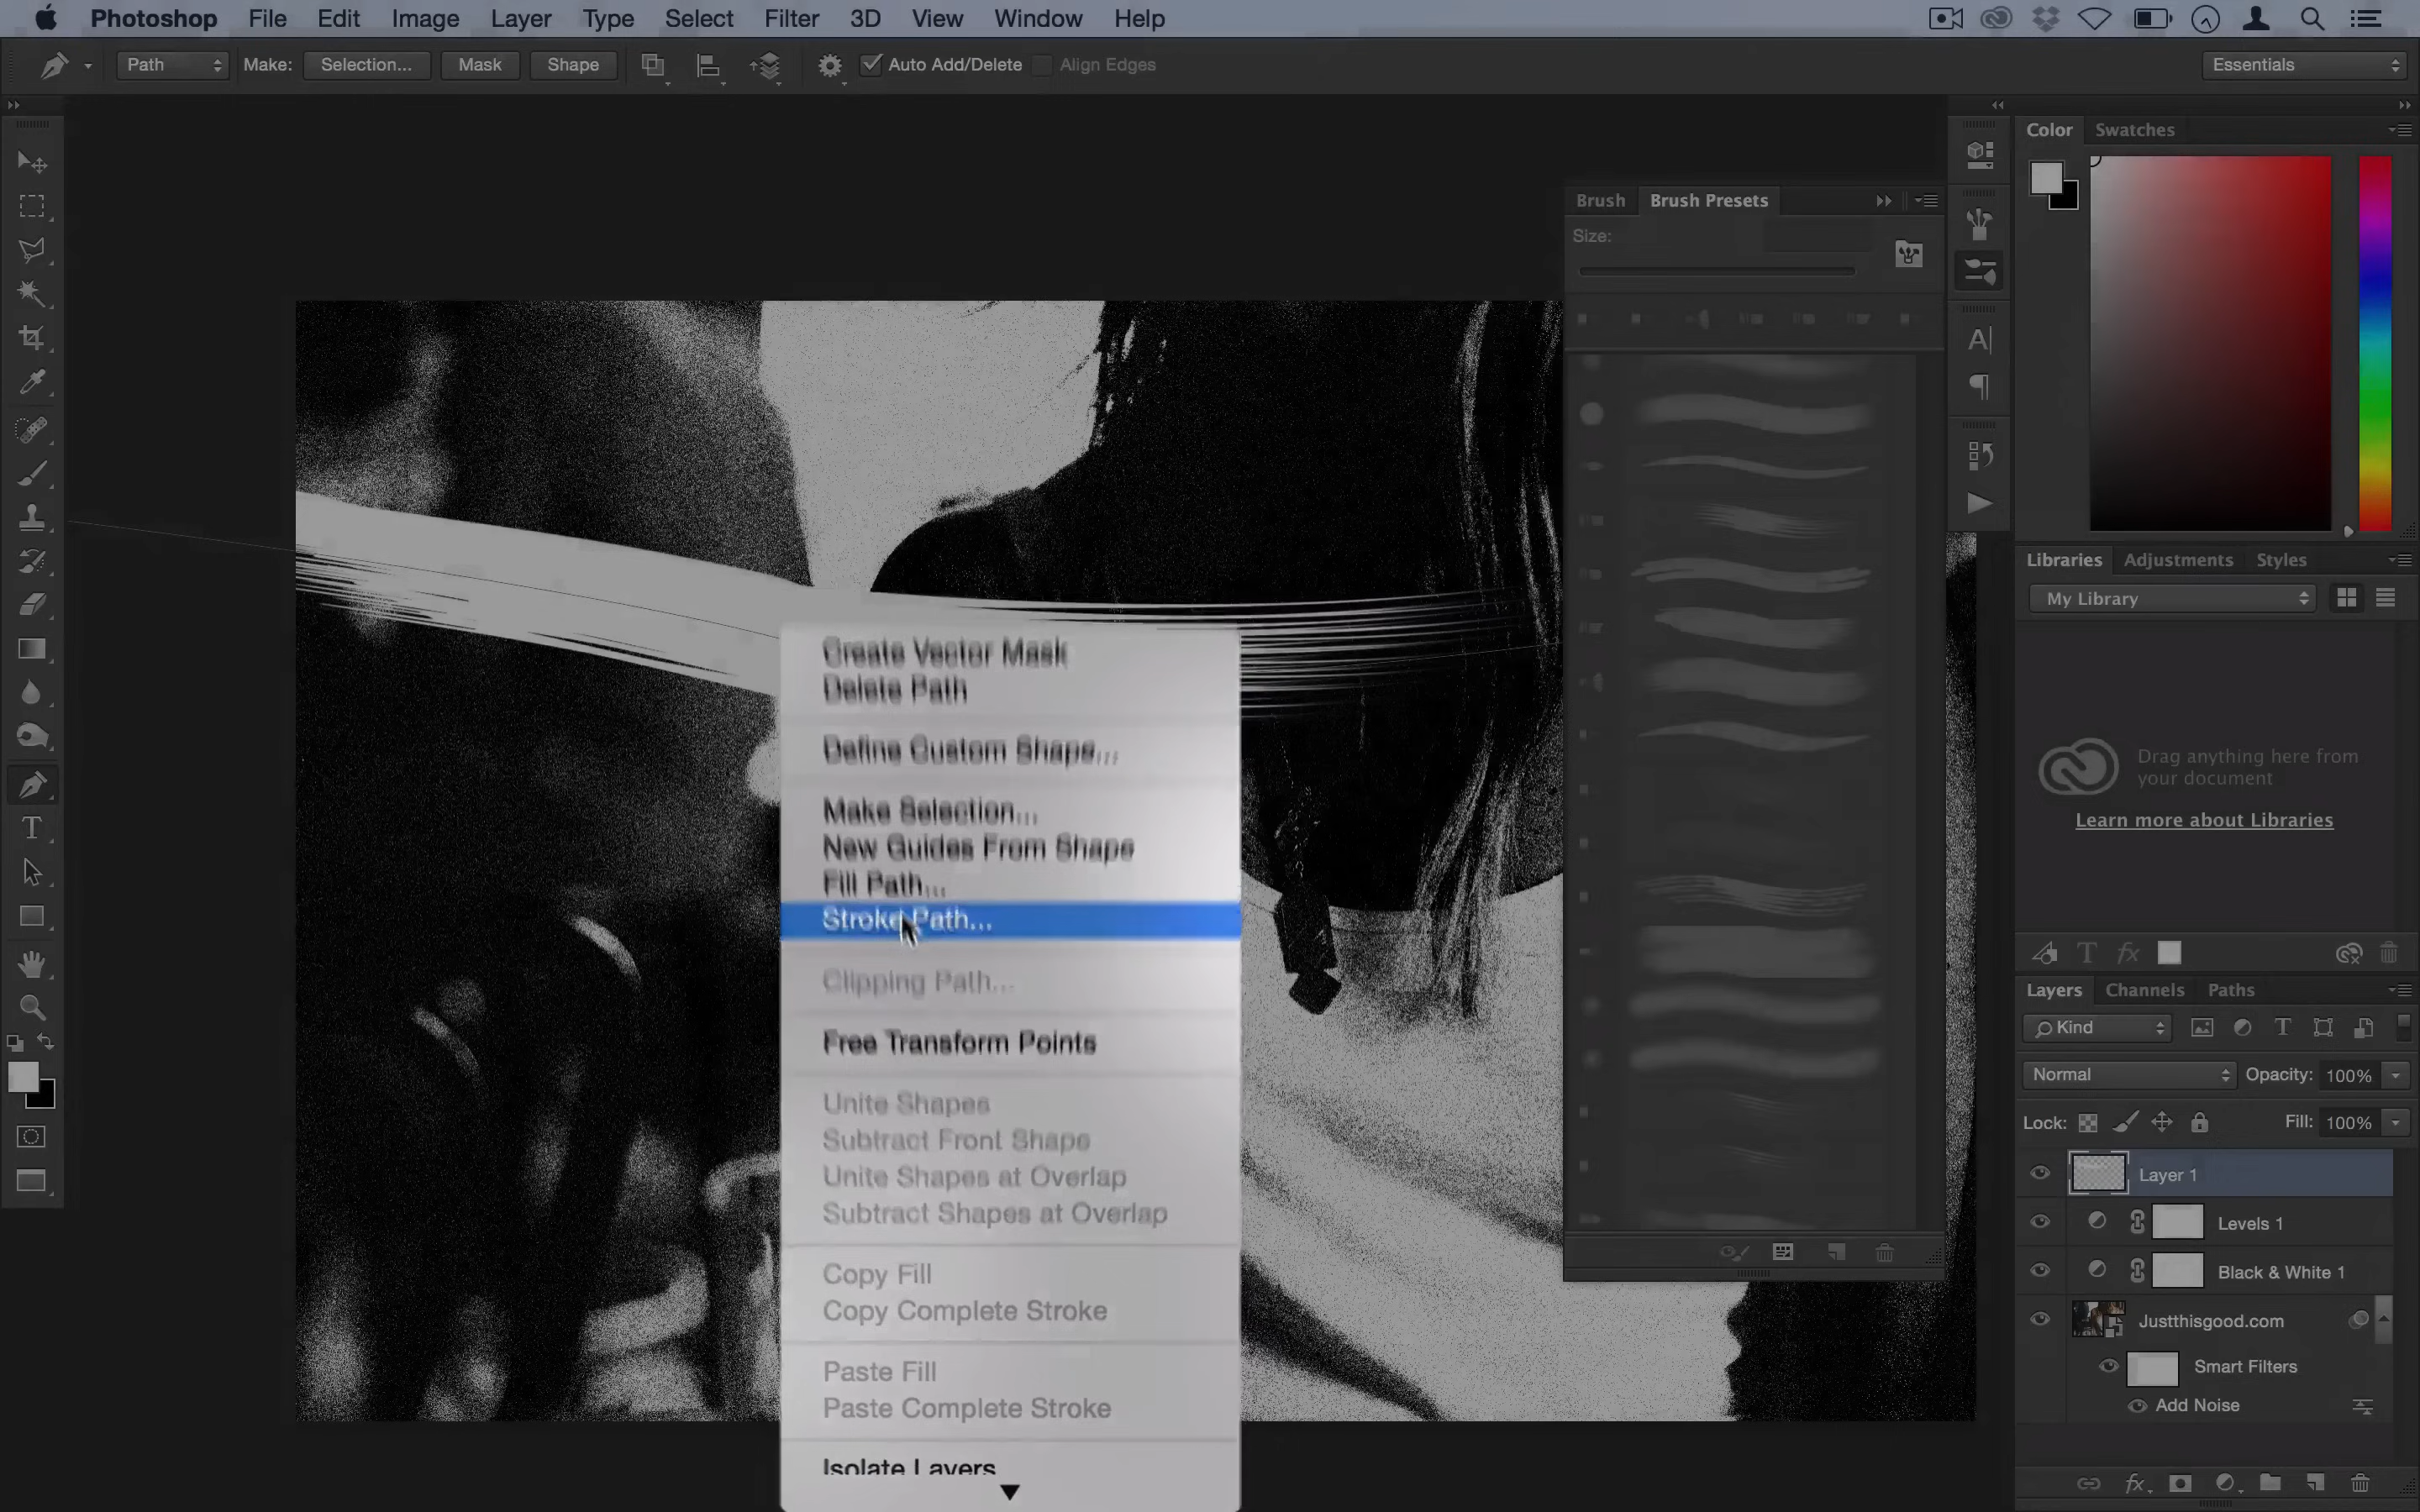 Photoshop File Edit Image Layer Type Select Filter 3D View Window Help
Path Make: Selection... Mask Shape Auto Add/Delete Align Edges Essentials
Color Swatches
Brush Brush Presets
Size:
Libraries Adjustments Styles
My Library
Create Vector Mask
Delete Path
Define Custom Shape...
Make Selection...
New Guides From Shape
Fill Path...
Stroke Path...
Clipping Path...
Free Transform Points
Unite Shapes
Subtract Front Shape
Unite Shapes at Overlap
Subtract Shapes at Overlap
Copy Fill
Copy Complete Stroke
Paste Fill
Paste Complete Stroke
Isolate Layers
Drag anything here from
your document
Learn more about Libraries
Layers Channels Paths
Kind
Normal Opacity: 100%
Lock: Fill: 100%
Layer 1
Levels 1
Black & White 1
Justthisgood.com
Smart Filters
Add Noise